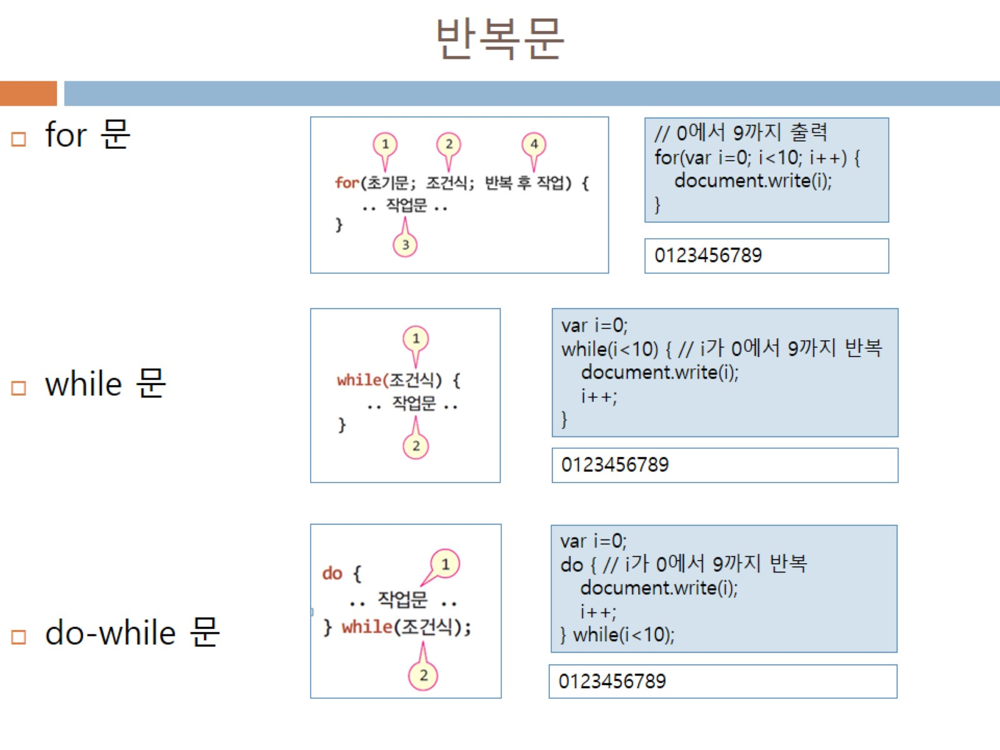 반복문
for 문
1 2 4
for(초기문; 조건식; 반복 후 작업) {
.. 작업문 ..
}
3
// 0에서 9까지 출력
for(var i=0; i<10; i++) {
document.write(i);
}
0123456789
while 문
1
while(조건식) {
.. 작업문 ..
}
2
var i=0;
while(i<10) { // i가 0에서 9까지 반복
document.write(i);
i++;
}
0123456789
do-while 문
1
do {
.. 작업문 ..
} while(조건식);
2
var i=0;
do { // i가 0에서 9까지 반복
document.write(i);
i++;
} while(i<10);
0123456789